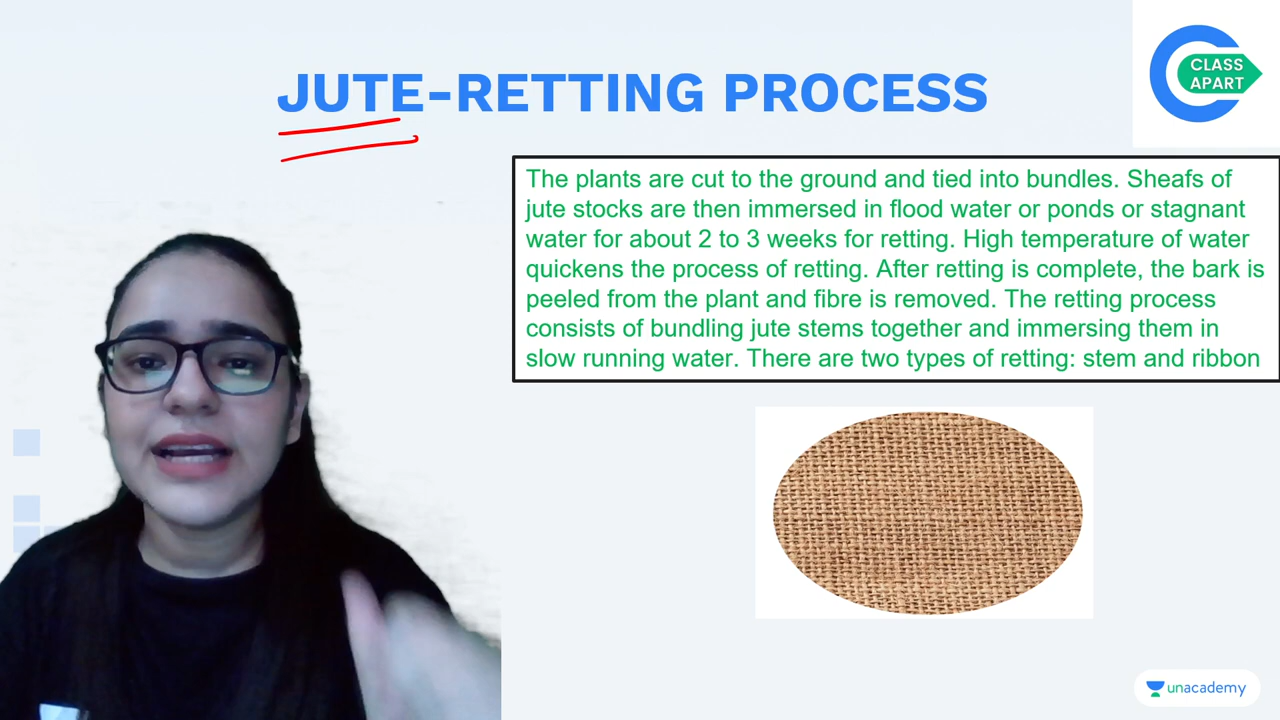 CLASS
APART
JUTE-RETTING PROCESS
The plants are cut to the ground and tied into bundles. Sheafs of
jute stocks are then immersed in flood water or ponds or stagnant
water for about 2 to 3 weeks for retting. High temperature of water
quickens the process of retting. After retting is complete, the bark is
peeled from the plant and fibre is removed. The retting process
consists of bundling jute stems together and immersing them in
slow running water. There are two types of retting: stem and ribbon
unacademy